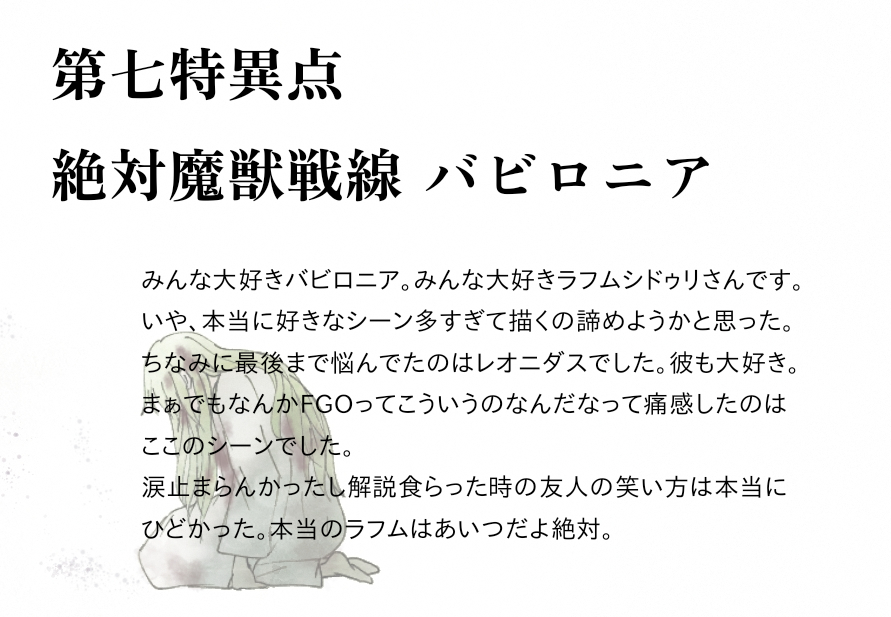 第七特異点
絶対魔獣戦線 バビロニア
みんな大好きバビロニア。みんな大好きラフムシドゥリさんです。
いや、本当に好きなシーン多すぎて描くの諦めようかと思った。
ちなみに最後まで悩んでたのはレオニダスでした。彼も大好き。
まぁでもなんかFGOってこういうのなんだなって痛感したのは
ここのシーンでした。
涙止まらんかったし解説食らった時の友人の笑い方は本当に
ひどかった。本当のラフムはあいつだよ絶対。